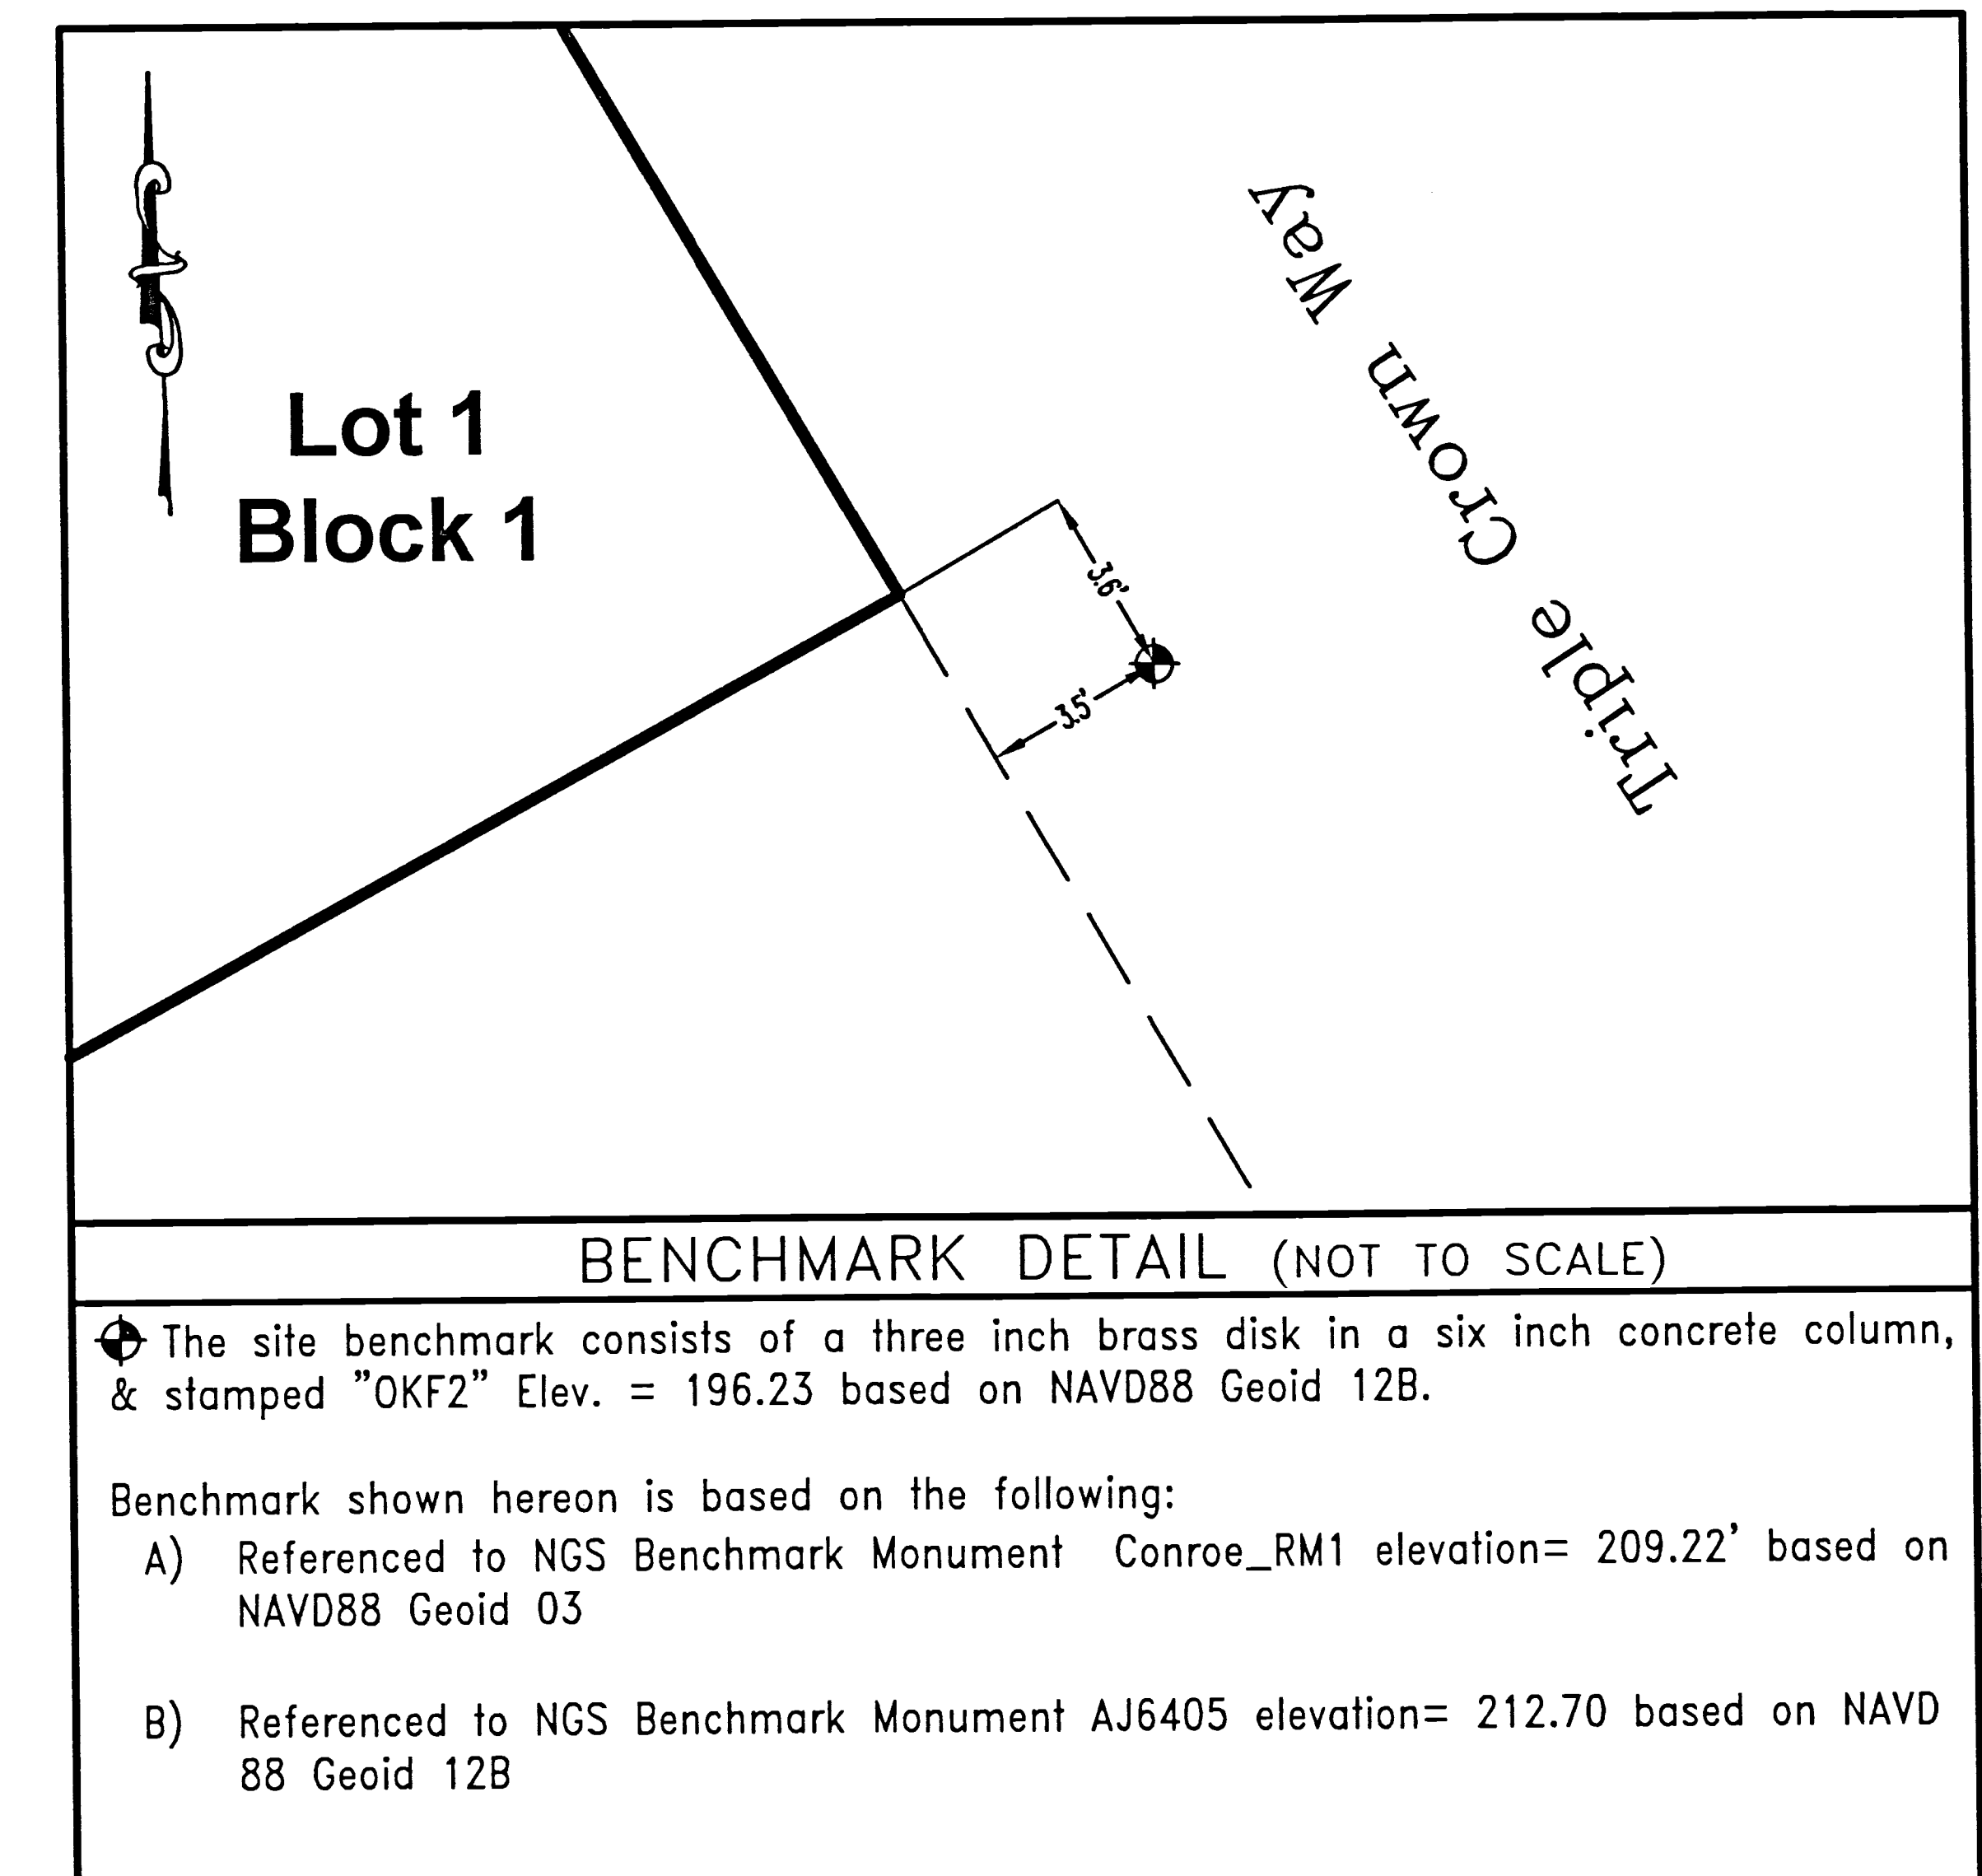 Lot 1
Block 1
Triple Crown Way
3.6'
3.5'
BENCHMARK DETAIL (NOT TO SCALE)
The site benchmark consists of a three inch brass disk in a six inch concrete column,
& stamped "OKF2" Elev. = 196.23 based on NAVD88 Geoid 12B.
Benchmark shown hereon is based on the following:
A) Referenced to NGS Benchmark Monument Conroe_RM1 elevation= 209.22' based on
NAVD88 Geoid 03
B) Referenced to NGS Benchmark Monument AJ6405 elevation= 212.70 based on NAVD
88 Geoid 12B